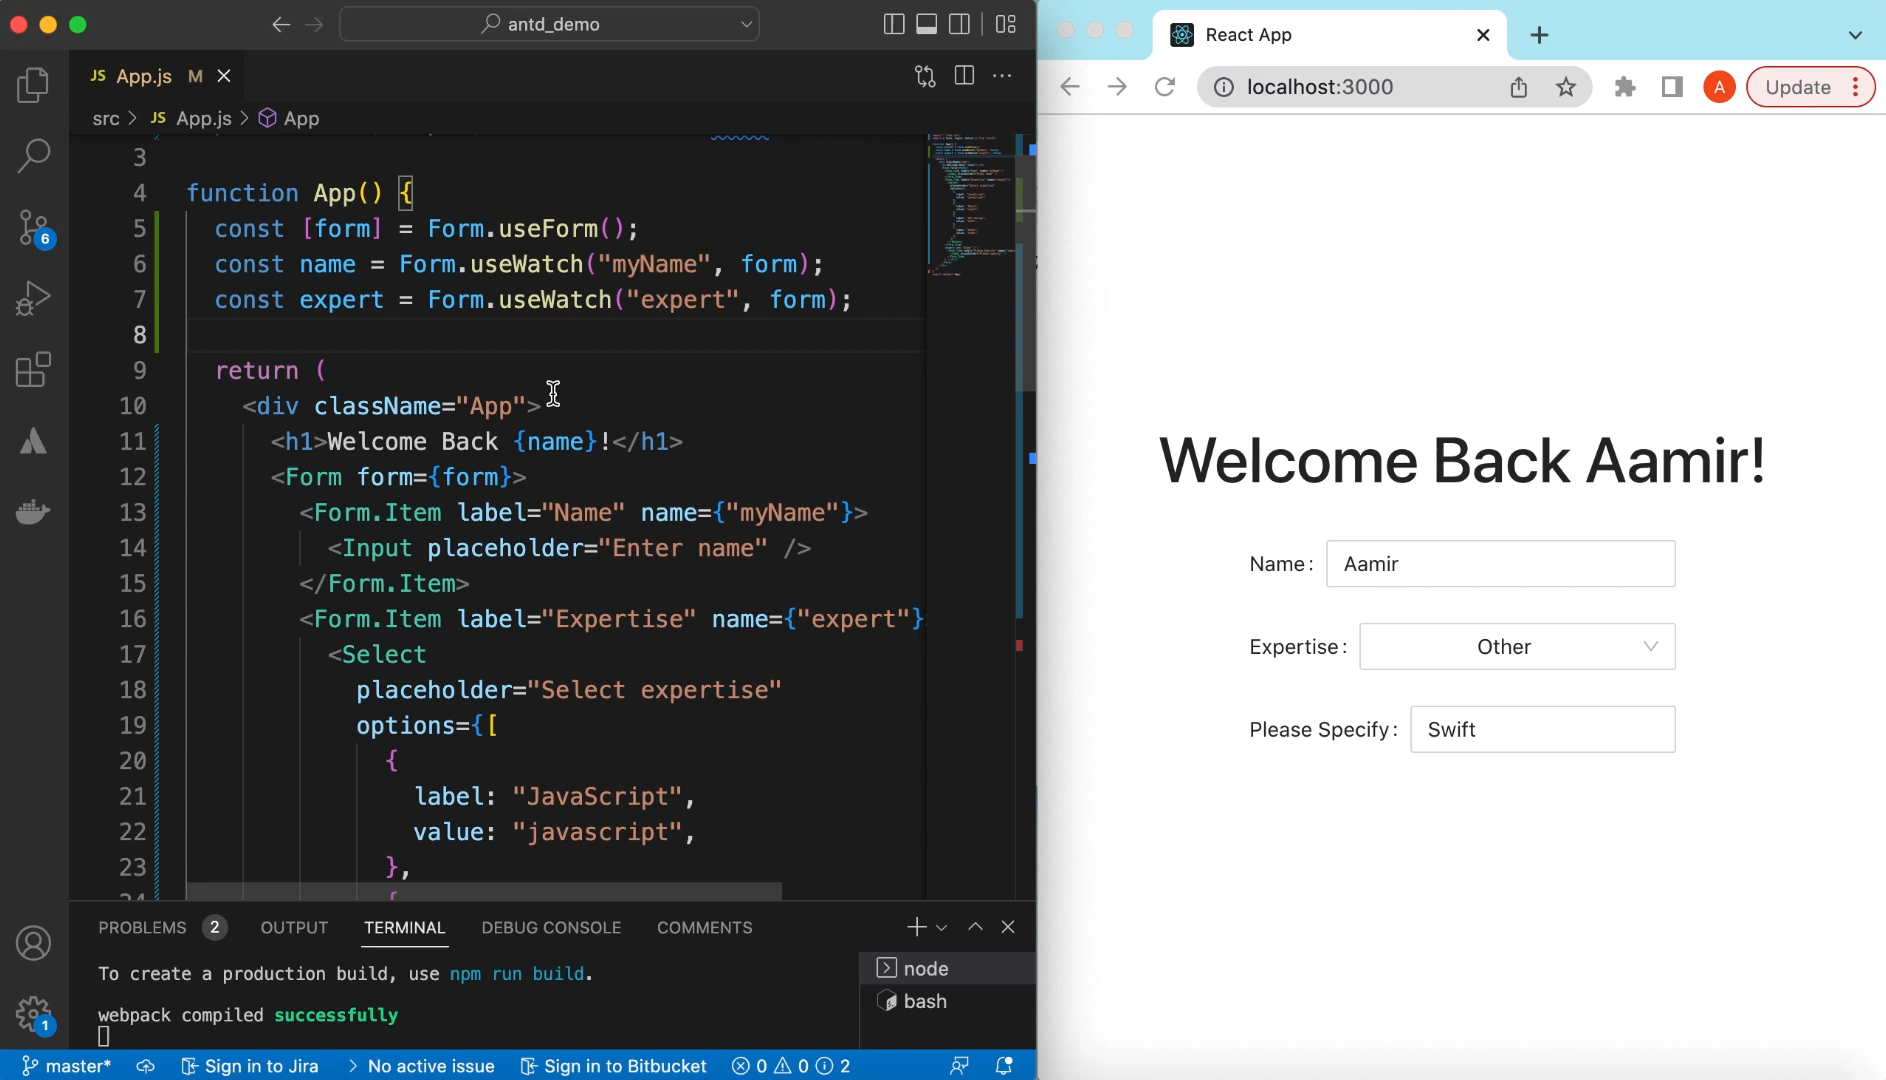 antd_demo
JS App.js M
src > JS App.js > App
3
4 function App() {
5 const [form] = Form.useForm();
6 const name = Form.useWatch("myName", form);
7 const expert = Form.useWatch("expert", form);
8
9 return (
10 <div className="App">
11 <h1>Welcome Back {name}!</h1>
12 <Form form={form}>
13 <Form.Item label="Name" name={"myName"}>
14 <Input placeholder="Enter name" />
15 </Form.Item>
16 <Form.Item label="Expertise" name={"expert"}
17 <Select
18 placeholder="Select expertise"
19 options={[
20 {
21 label: "JavaScript",
22 value: "javascript",
23 },
PROBLEMS 2 OUTPUT TERMINAL DEBUG CONSOLE COMMENTS
To create a production build, use npm run build.
webpack compiled successfully
node
bash
6
1
master* Sign in to Jira > No active issue Sign in to Bitbucket 0 0 2
React App
localhost:3000
A
Update
Welcome Back Aamir!
Name: Aamir
Expertise: Other
Please Specify: Swift